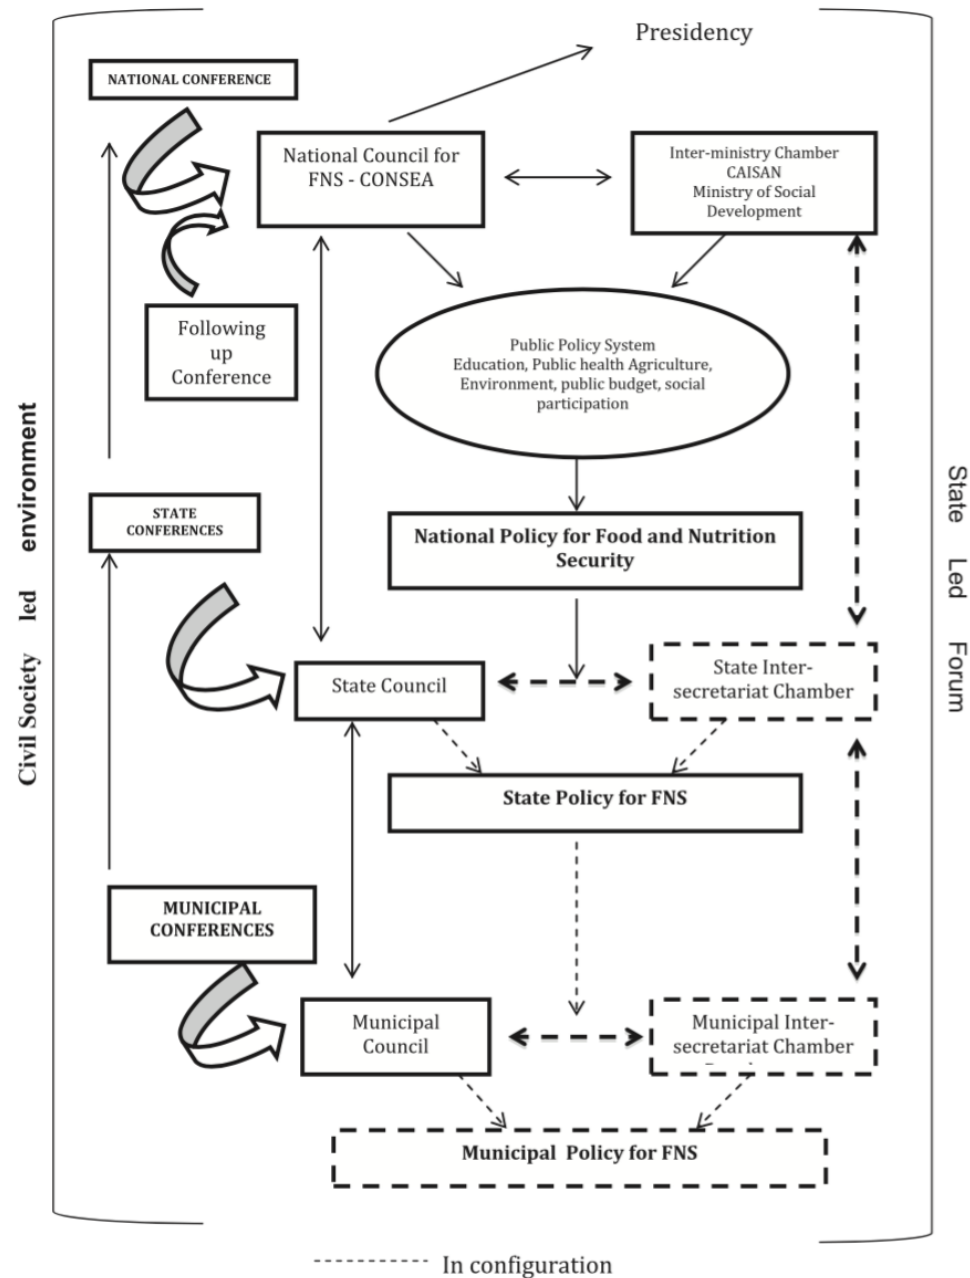 Presidency
NATIONAL CONFERENCE
National Council for
FNS - CONSEA
Inter-ministry Chamber
CAISAN
Ministry of Social
Development
Following
up
Conference
Public Policy System
Education, Public health Agriculture,
Environment, public budget, social
participation
Civil Society led environment
State Led Forum
STATE
CONFERENCES
National Policy for Food and Nutrition
Security
State Council
State Inter-
secretariat Chamber
State Policy for FNS
MUNICIPAL
CONFERENCES
Municipal
Council
Municipal Inter-
secretariat Chamber
Municipal Policy for FNS
In configuration